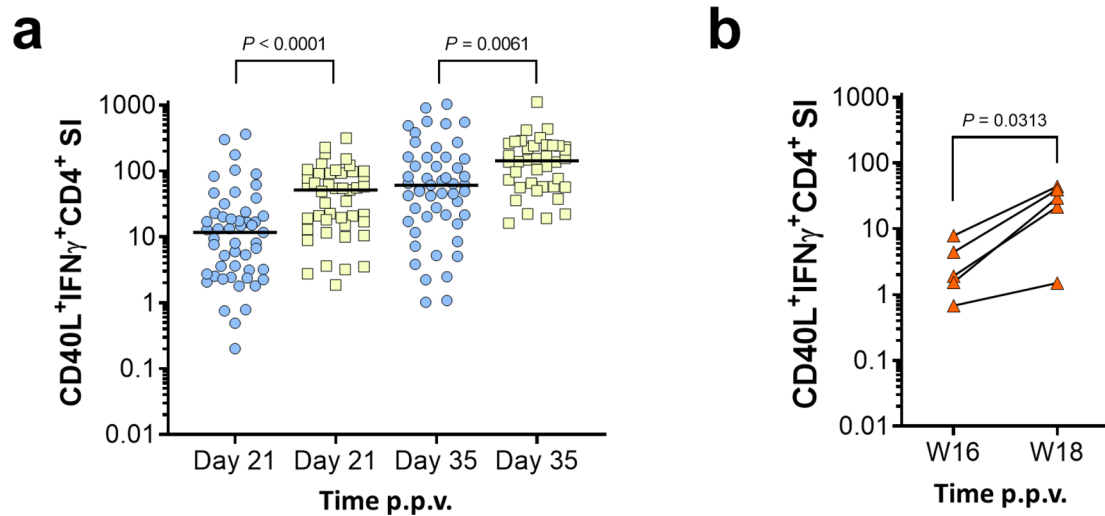 a
P < 0.0001
P = 0.0061
CD40L⁺IFNγ⁺CD4⁺ SI
1000
100
10
1
0.1
0.01
Day 21 Day 21 Day 35 Day 35
Time p.p.v.
b
P = 0.0313
CD40L⁺IFNγ⁺CD4⁺ SI
1000
100
10
1
0.1
0.01
W16 W18
Time p.p.v.